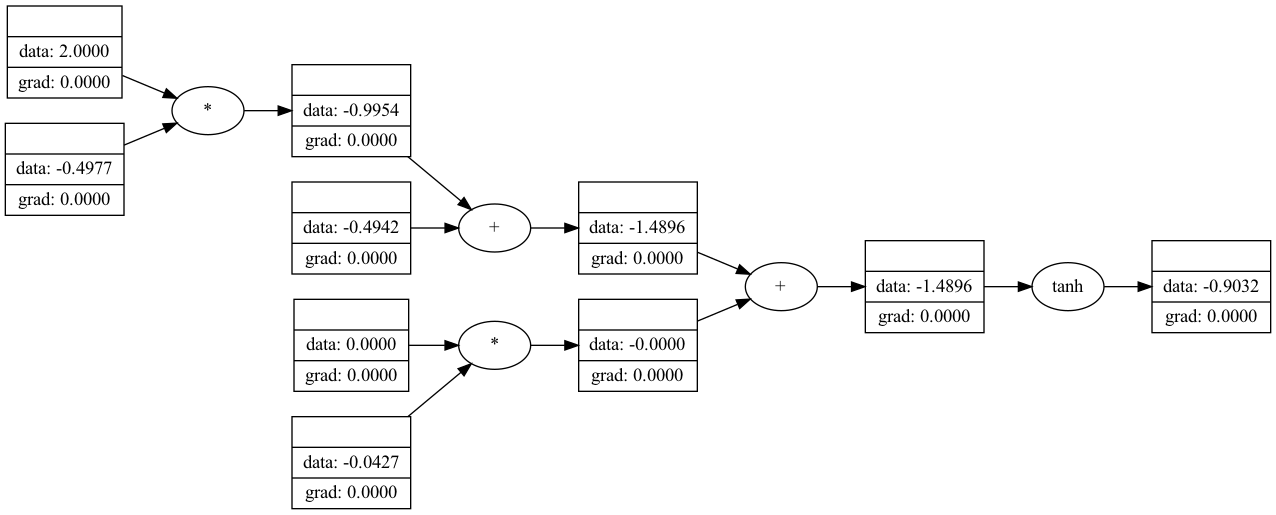 data: 2.0000
grad: 0.0000
*
data: -0.4977
grad: 0.0000
data: -0.9954
grad: 0.0000
data: -0.4942
grad: 0.0000
+
data: 0.0000
grad: 0.0000
*
data: -0.0427
grad: 0.0000
data: -1.4896
grad: 0.0000
data: -0.0000
grad: 0.0000
+
data: -1.4896
grad: 0.0000
tanh
data: -0.9032
grad: 0.0000